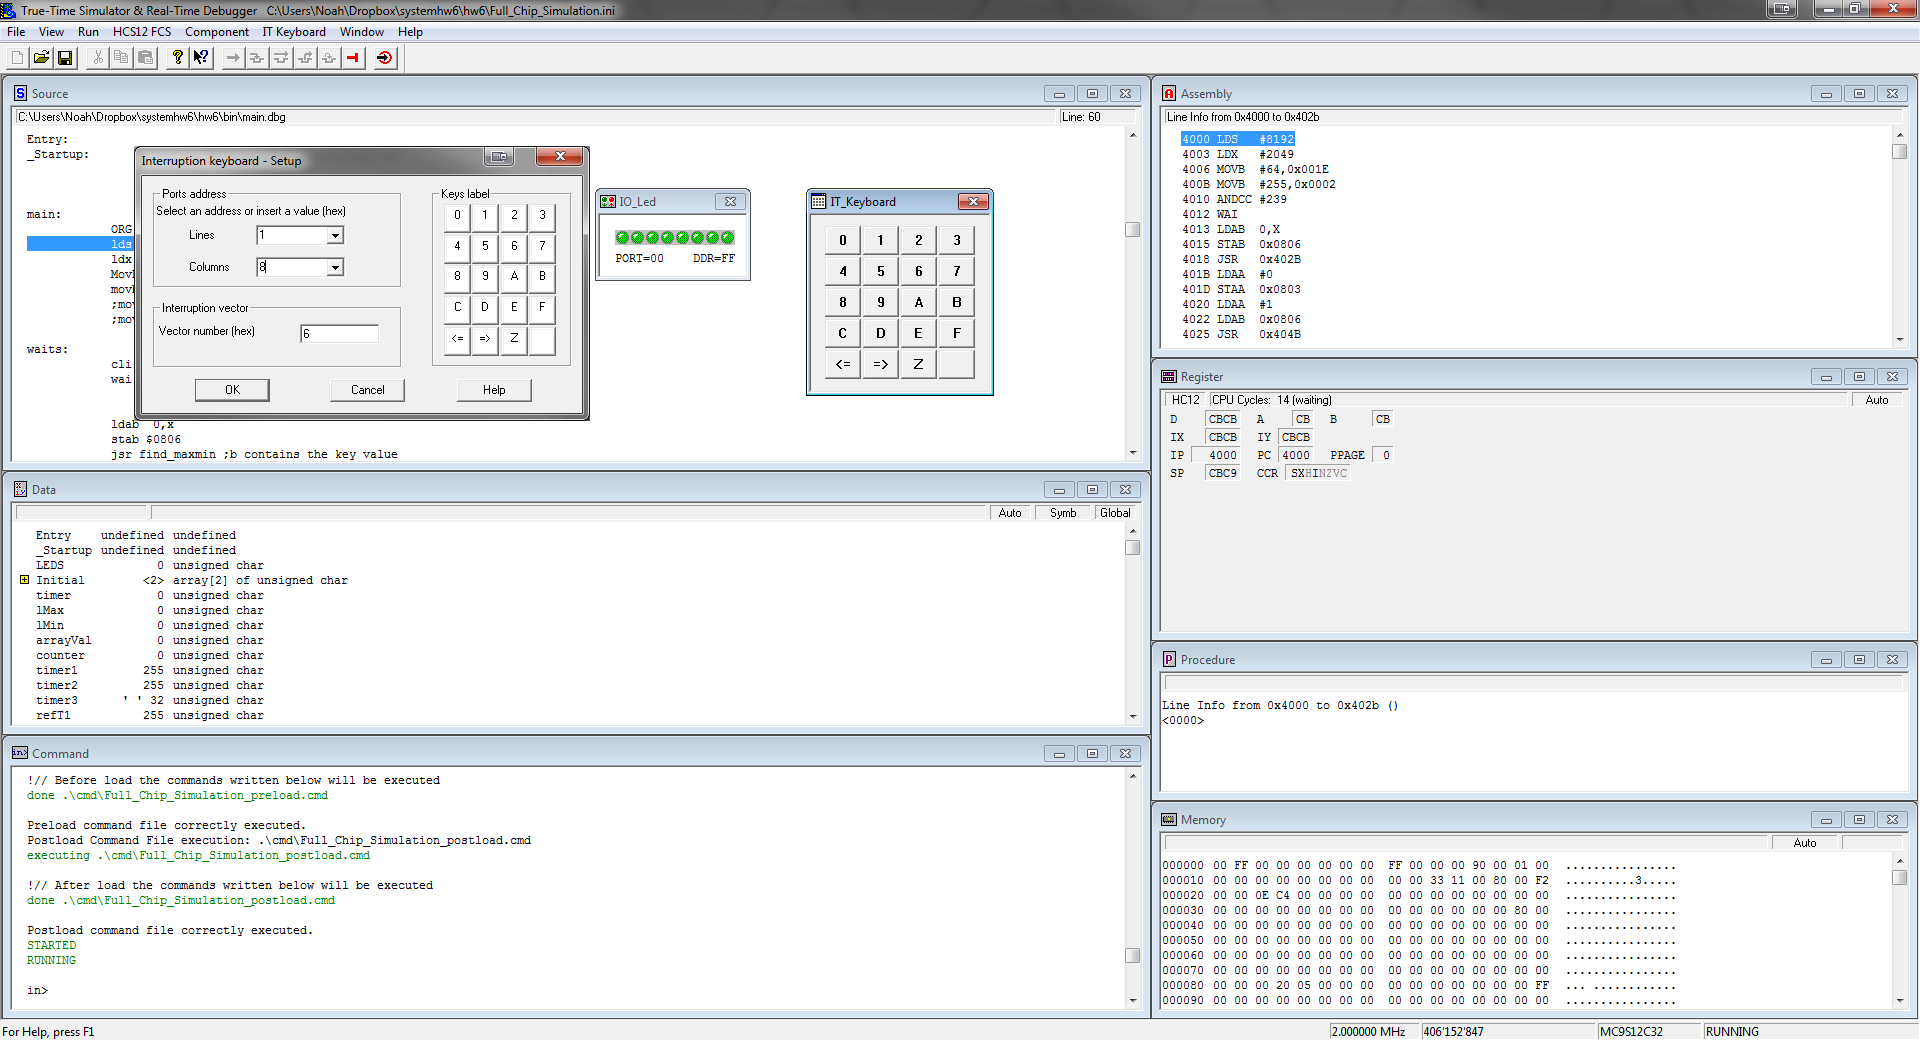 True-Time Simulator & Real-Time Debugger C:\Users\Noah\Dropbox\systemhw6\hw6\Full_Chip_Simulation.ini
File View Run HCS12 FCS Component IT Keyboard Window Help
Source
C:\Users\Noah\Dropbox\systemhw6\hw6\bin\main.dbg Line: 60
Entry:
_Startup:
main:
ORG
lds
ldx
Mov
mov
;mov
;mov
waits:
cli
wai
ldab 0,x
stab $0806
jsr find_maxmin ;b contains the key value
Interruption keyboard - Setup
Ports address
Select an address or insert a value (hex)
Lines 1
Columns 8
Interruption vector
Vector number (hex) 6
Keys label
0 1 2 3
4 5 6 7
8 9 A B
C D E F
<= => Z
OK Cancel Help
IO_Led
PORT=00 DDR=FF
IT_Keyboard
0 1 2 3
4 5 6 7
8 9 A B
C D E F
<= => Z
Assembly
Line Info from 0x4000 to 0x402b
4000 LDS #8192
4003 LDX #2049
4006 MOVB #64,0x001E
400B MOVB #255,0x0002
4010 ANDCC #239
4012 WAI
4013 LDAB 0,X
4015 STAB 0x0806
4018 JSR 0x402B
401B LDAA #0
401D STAA 0x0803
4020 LDAA #1
4022 LDAB 0x0806
4025 JSR 0x404B
Register
HC12 CPU Cycles: 14 (waiting) Auto
D CBCB A CB B CB
IX CBCB IY CBCB
IP 4000 PC 4000 PPAGE 0
SP CBC9 CCR SXHINZVC
Data
Auto Symb Global
Entry undefined undefined
_Startup undefined undefined
LEDS 0 unsigned char
Initial <2> array[2] of unsigned char
timer 0 unsigned char
lMax 0 unsigned char
lMin 0 unsigned char
arrayVal 0 unsigned char
counter 0 unsigned char
timer1 255 unsigned char
timer2 255 unsigned char
timer3 ' ' 32 unsigned char
refT1 255 unsigned char
Procedure
Line Info from 0x4000 to 0x402b ()
<0000>
Command
!// Before load the commands written below will be executed
done .\cmd\Full_Chip_Simulation_preload.cmd
Preload command file correctly executed.
Postload Command File execution: .\cmd\Full_Chip_Simulation_postload.cmd
executing .\cmd\Full_Chip_Simulation_postload.cmd
!// After load the commands written below will be executed
done .\cmd\Full_Chip_Simulation_postload.cmd
Postload command file correctly executed.
STARTED
RUNNING
in>
Memory
Auto
000000 00 FF 00 00 00 00 00 00 FF 00 00 00 90 00 01 00 ................
000010 00 00 00 00 00 00 00 00 00 00 33 11 00 80 00 F2 ..........3.....
000020 00 00 0E C4 00 00 00 00 00 00 00 00 00 00 00 00 ................
000030 00 00 00 00 00 00 00 00 00 00 00 00 00 00 80 00 ................
000040 00 00 00 00 00 00 00 00 00 00 00 00 00 00 00 00 ................
000050 00 00 00 00 00 00 00 00 00 00 00 00 00 00 00 00 ................
000060 00 00 00 00 00 00 00 00 00 00 00 00 00 00 00 00 ................
000070 00 00 00 00 00 00 00 00 00 00 00 00 00 00 00 00 ................
000080 00 00 00 20 05 00 00 00 00 00 00 00 00 00 00 FF ... ............
000090 00 00 00 00 00 00 00 00 00 00 00 00 00 00 00 00 ................
For Help, press F1 2.000000 MHz 406'152'847 MC9S12C32 RUNNING